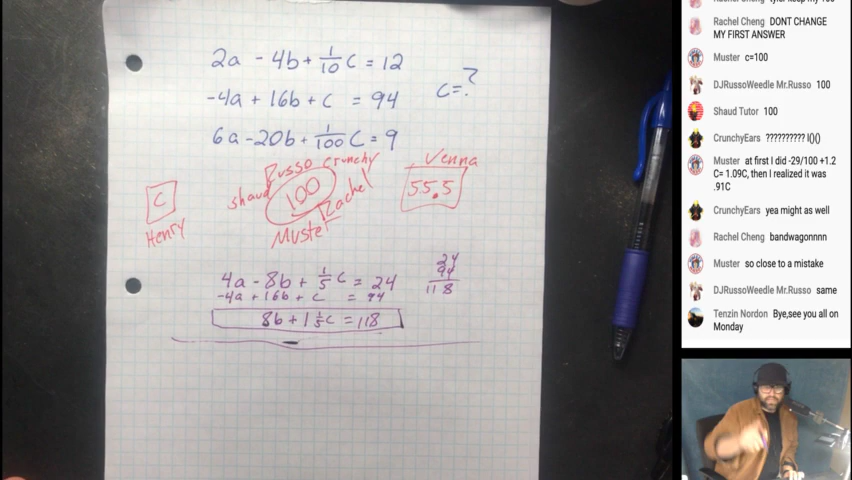 2a - 4b + 1/10 C = 12
-4a + 16b + C = 94
C = ?
6a - 20b + 1/100 C = 9
Russo crunchy
Shaud
100
Rachel
Muster
Venna
55.5
C
Henry
4a - 8b + 1/5 C = 24
-4a + 16b + C = 94
8b + 1 1/5 C = 118
24
94
118
Rachel Cheng DONT CHANGE
MY FIRST ANSWER
Muster c=100
DJRussoWeedle Mr.Russo 100
Shaud Tutor 100
CrunchyEars ?????????? I()()
Muster at first I did -29/100 +1.2
C= 1.09C, then I realized it was
.91C
CrunchyEars yea might as well
Rachel Cheng bandwagonnn
Muster so close to a mistake
DJRussoWeedle Mr.Russo same
Tenzin Nordon Bye,see you all on
Monday